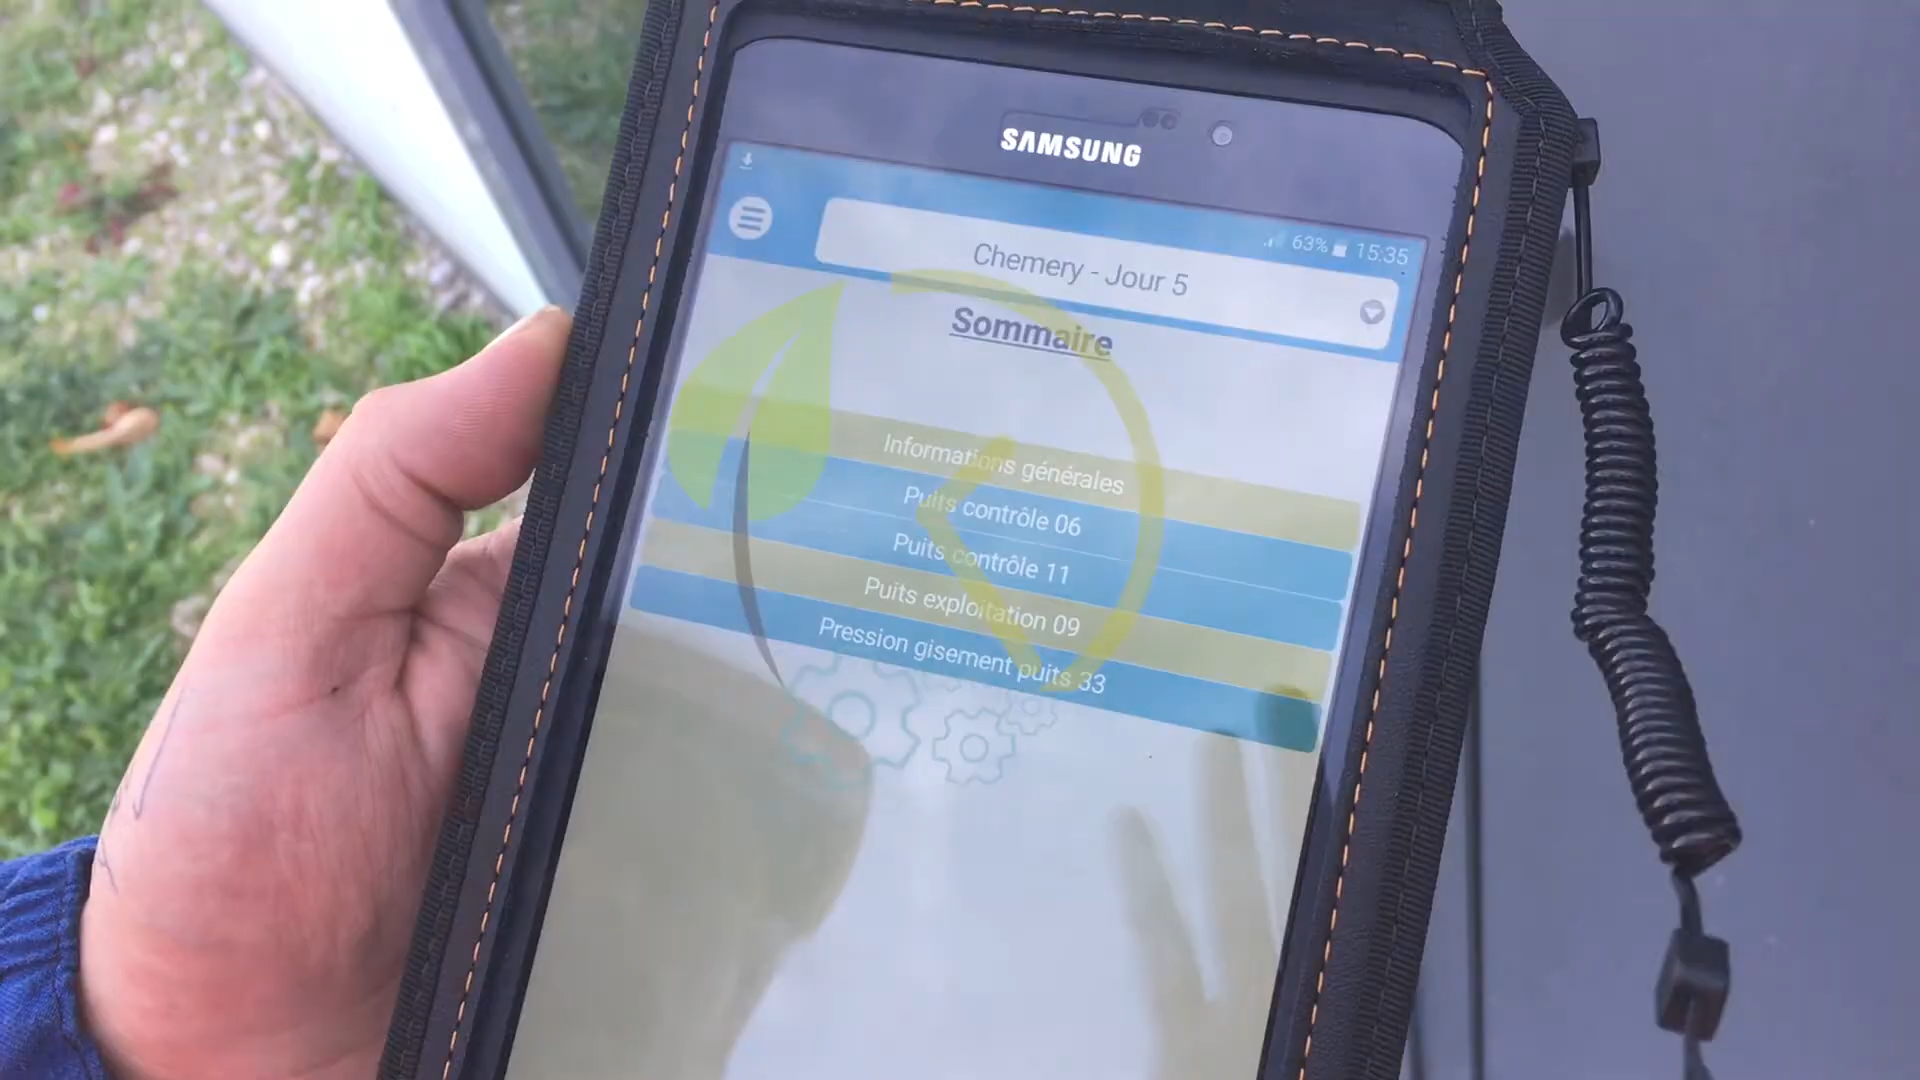 SAMSUNG
63% 15:35
Chemery - Jour 5
Sommaire
Informations générales
Puits contrôle 06
Puits contrôle 11
Puits exploitation 09
Pression gisement puits 33